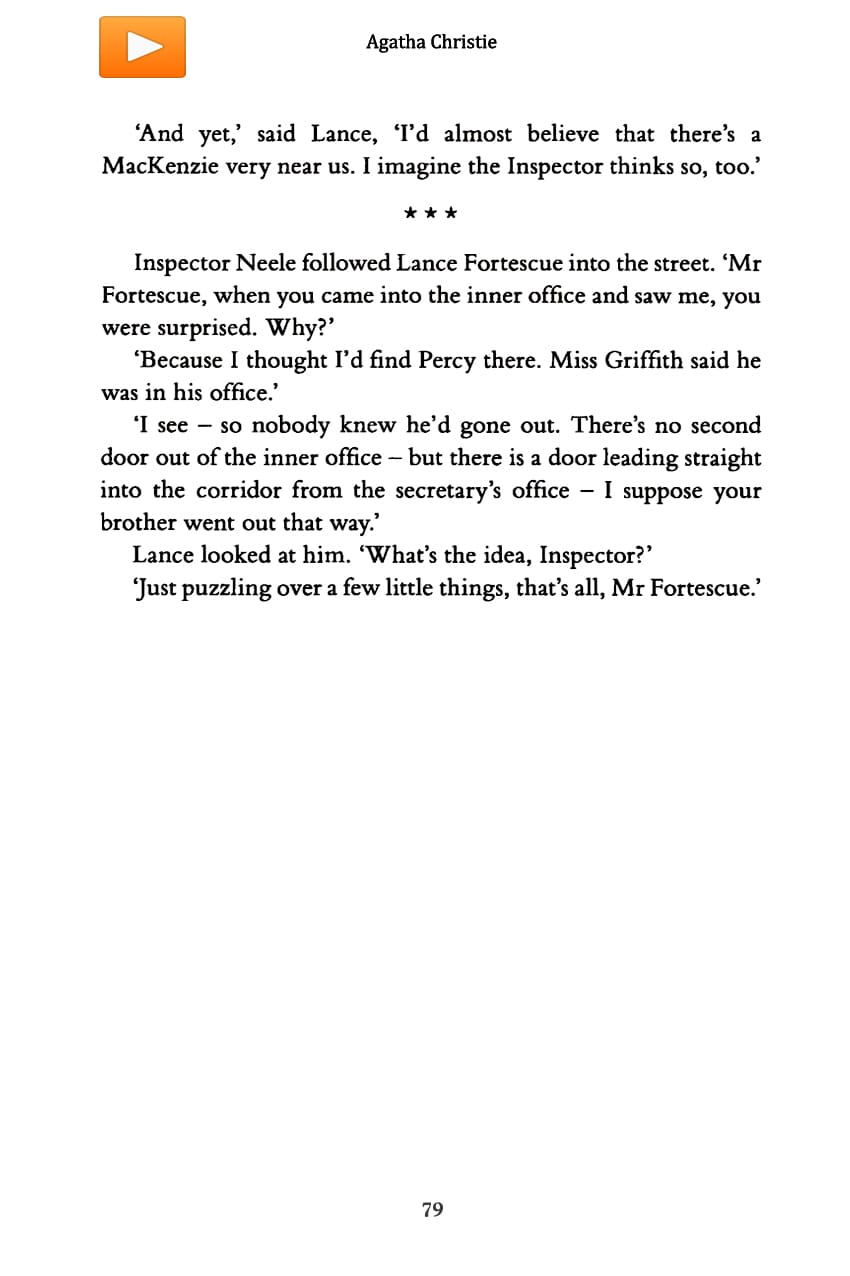 Agatha Christie
‘And yet,’ said Lance, ‘I’d almost believe that there’s a
MacKenzie very near us. I imagine the Inspector thinks so, too.’
★ ★ ★
Inspector Neele followed Lance Fortescue into the street. ‘Mr
Fortescue, when you came into the inner office and saw me, you
were surprised. Why?’
‘Because I thought I’d find Percy there. Miss Griffith said he
was in his office.’
‘I see – so nobody knew he’d gone out. There’s no second
door out of the inner office – but there is a door leading straight
into the corridor from the secretary’s office – I suppose your
brother went out that way.’
Lance looked at him. ‘What’s the idea, Inspector?’
‘Just puzzling over a few little things, that’s all, Mr Fortescue.’
79